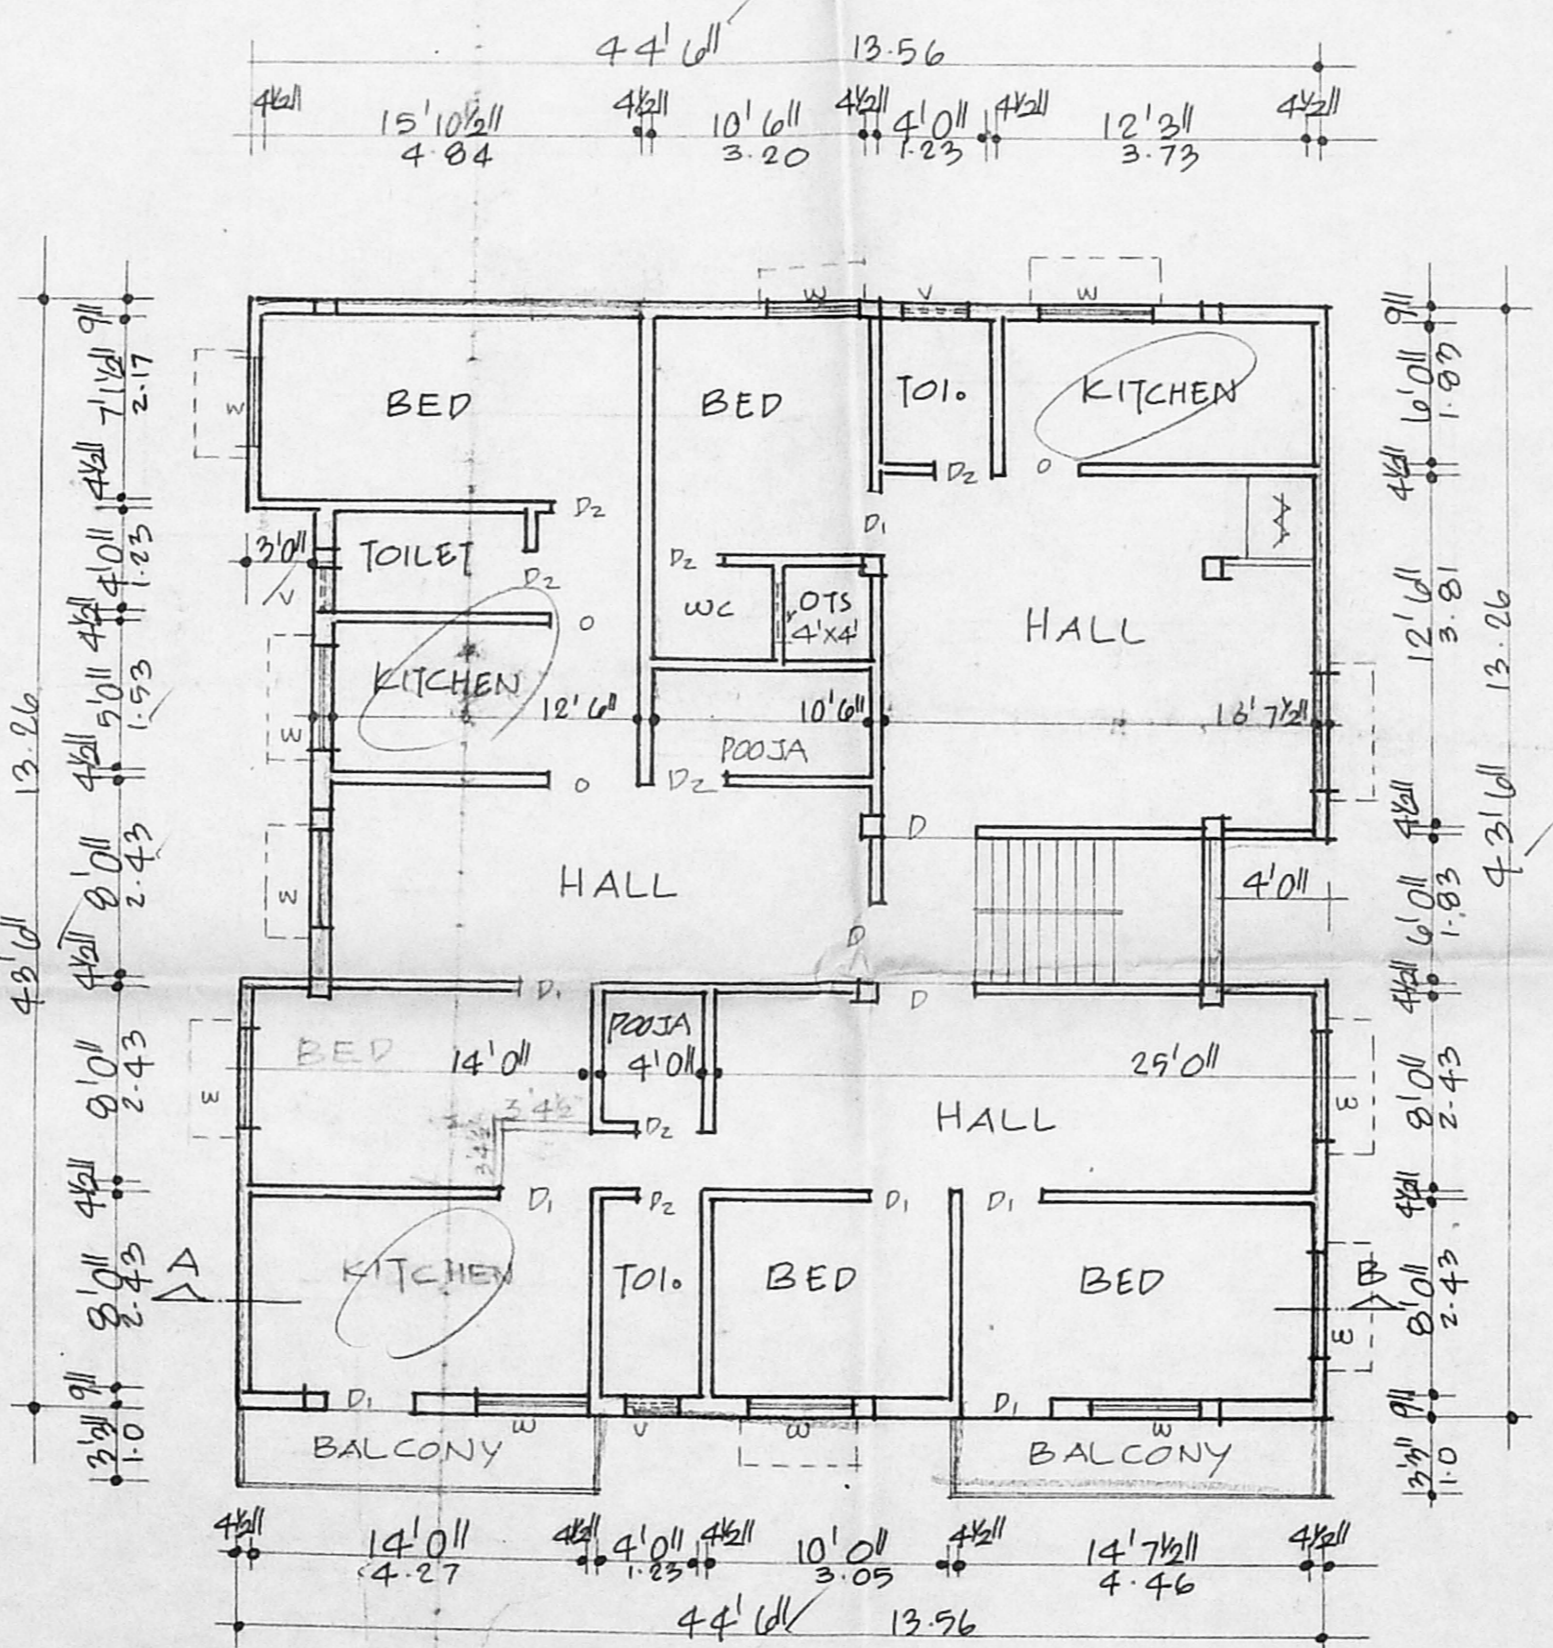 44'6" 13.56
4½" 15'10½" 4½" 10'6" 4½" 4'0" 4½" 12'3" 4½"
4.84 3.20 1.23 3.73
W V W
9"
7'1½" 2.17
4½"
4'0" 1.23
4½"
5'0" 1.53
4½"
8'0" 2.43
4½"
8'0" 2.43
4½"
8'0" 2.43
9"
3'3" 1.0
43'6" 13.26
9"
6'0" 1.83
4½"
12'6" 3.81
4½"
6'0" 1.83
4½"
8'0" 2.43
4½"
8'0" 2.43
9"
3'3" 1.0
43'6" 13.26
W BED BED TOI. KITCHEN
D2 O
D2 D1
3'0" TOILET D2
V D2 WC OTS
4'X4'
O HALL
KITCHEN 12'6" 10'6" 16'7½"
W POOJA
O D2
D
W HALL 4'0"
D
D1 D
BED 14'0" POOJA
4'0" 25'0"
W 3'4½" W
3'4½" D2 HALL
D1 D2 D1 D1
A KITCHEN TOI. BED BED B
W
D1 W V W D1 W
BALCONY BALCONY
4½" 14'0" 4½" 4'0" 4½" 10'0" 4½" 14'7½" 4½"
4.27 1.23 3.05 4.46
44'6" 13.56